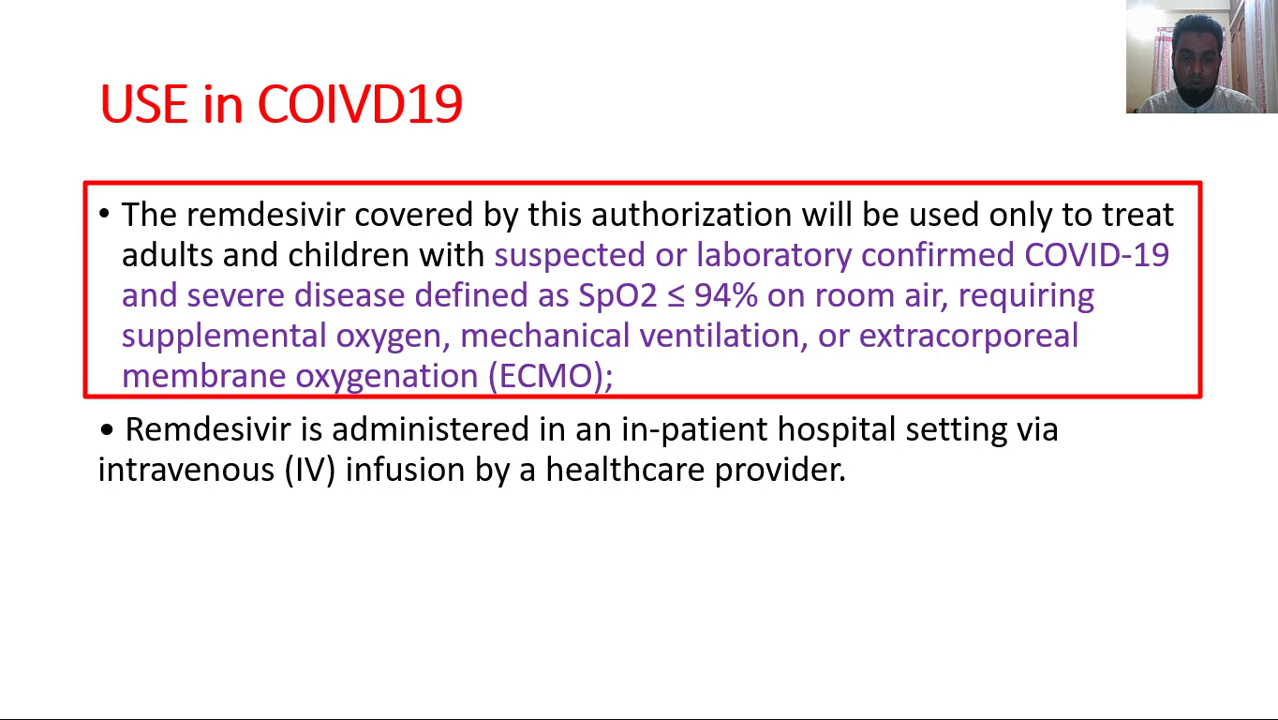 USE in COIVD19
• The remdesivir covered by this authorization will be used only to treat
adults and children with suspected or laboratory confirmed COVID-19
and severe disease defined as SpO2 ≤ 94% on room air, requiring
supplemental oxygen, mechanical ventilation, or extracorporeal
membrane oxygenation (ECMO);
• Remdesivir is administered in an in-patient hospital setting via
intravenous (IV) infusion by a healthcare provider.